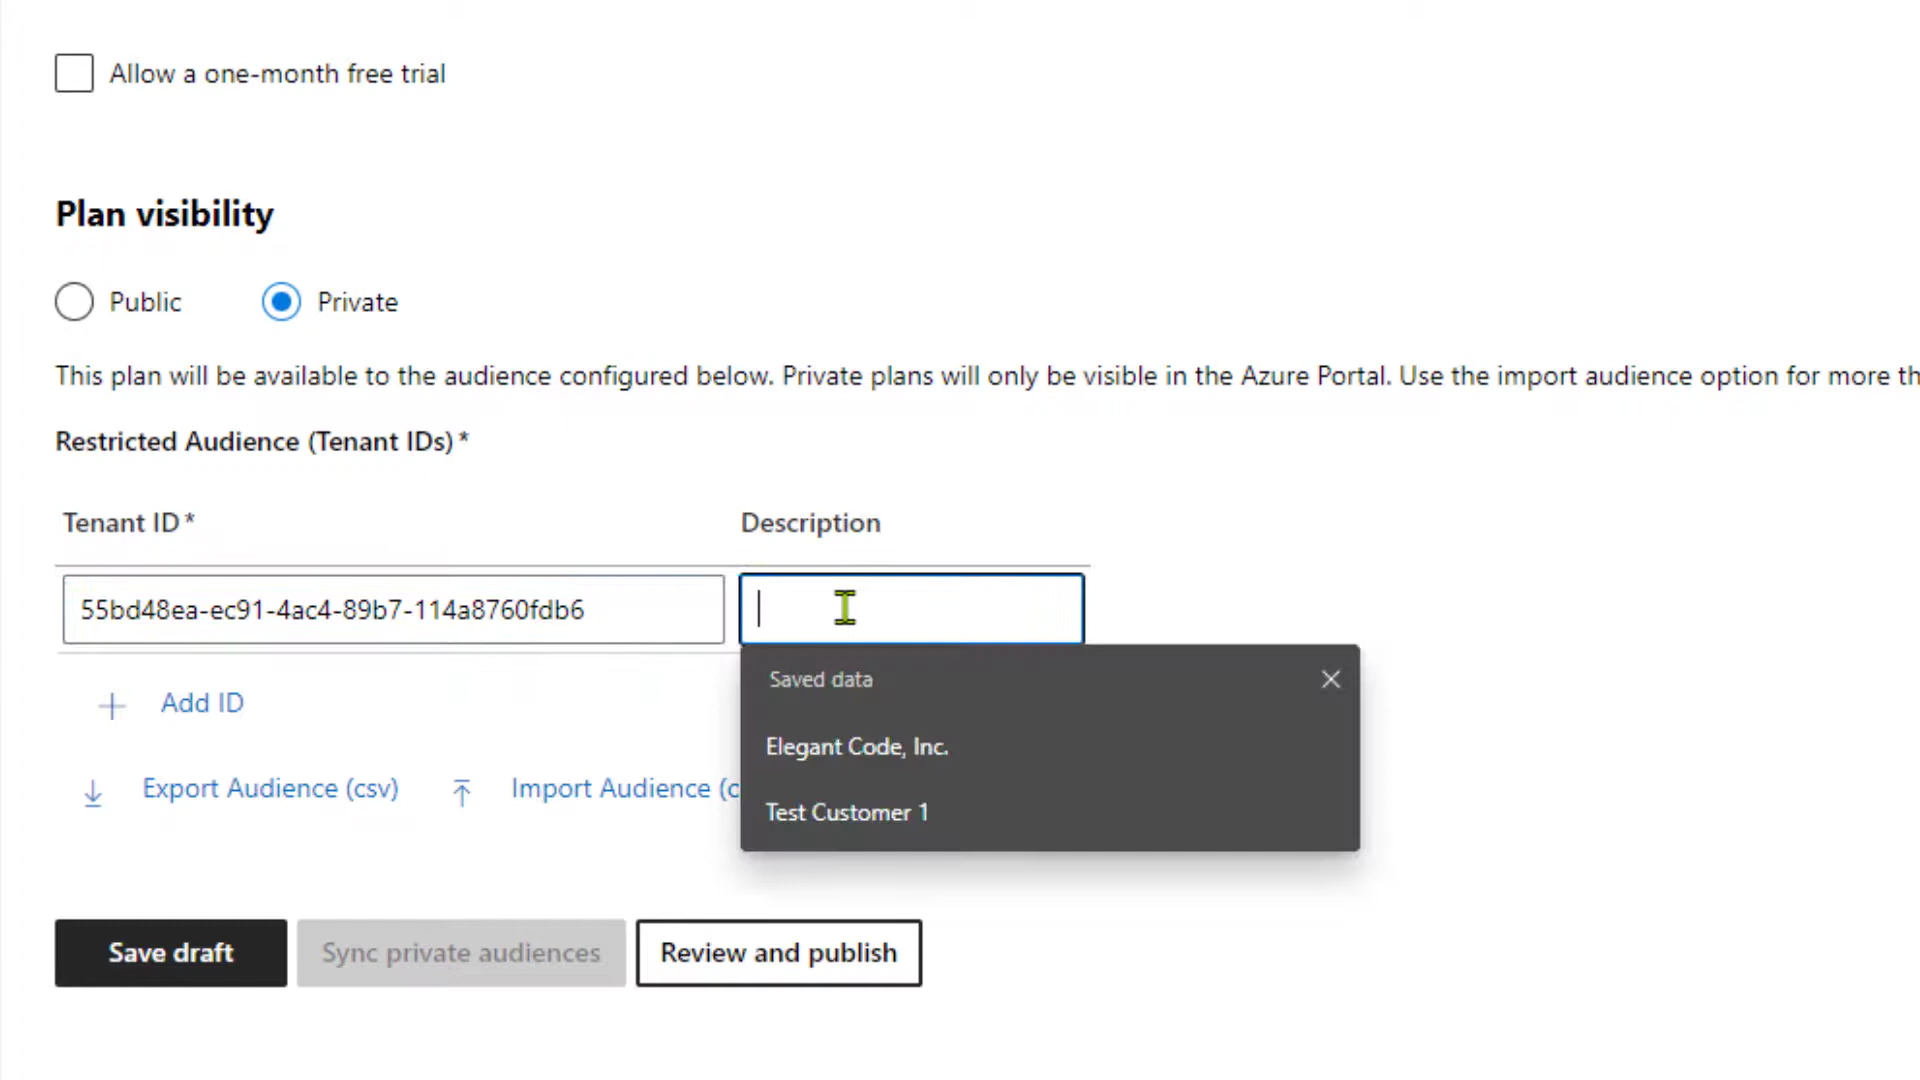 Allow a one-month free trial
Plan visibility
Public Private
This plan will be available to the audience configured below. Private plans will only be visible in the Azure Portal. Use the import audience option for more
Restricted Audience (Tenant IDs) *
Tenant ID * Description
55bd48ea-ec91-4ac4-89b7-114a8760fdb6
Saved data
Add ID
Elegant Code, Inc.
Export Audience (csv) Import Audience (c
Test Customer 1
Save draft Sync private audiences Review and publish